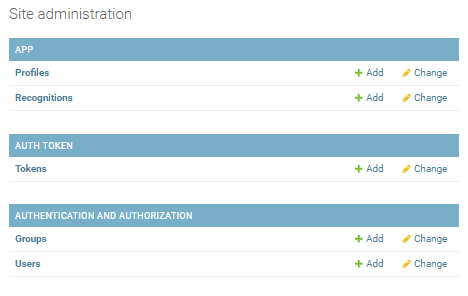 Site administration
APP
Profiles Add Change
Recognitions Add Change
AUTH TOKEN
Tokens Add Change
AUTHENTICATION AND AUTHORIZATION
Groups Add Change
Users Add Change